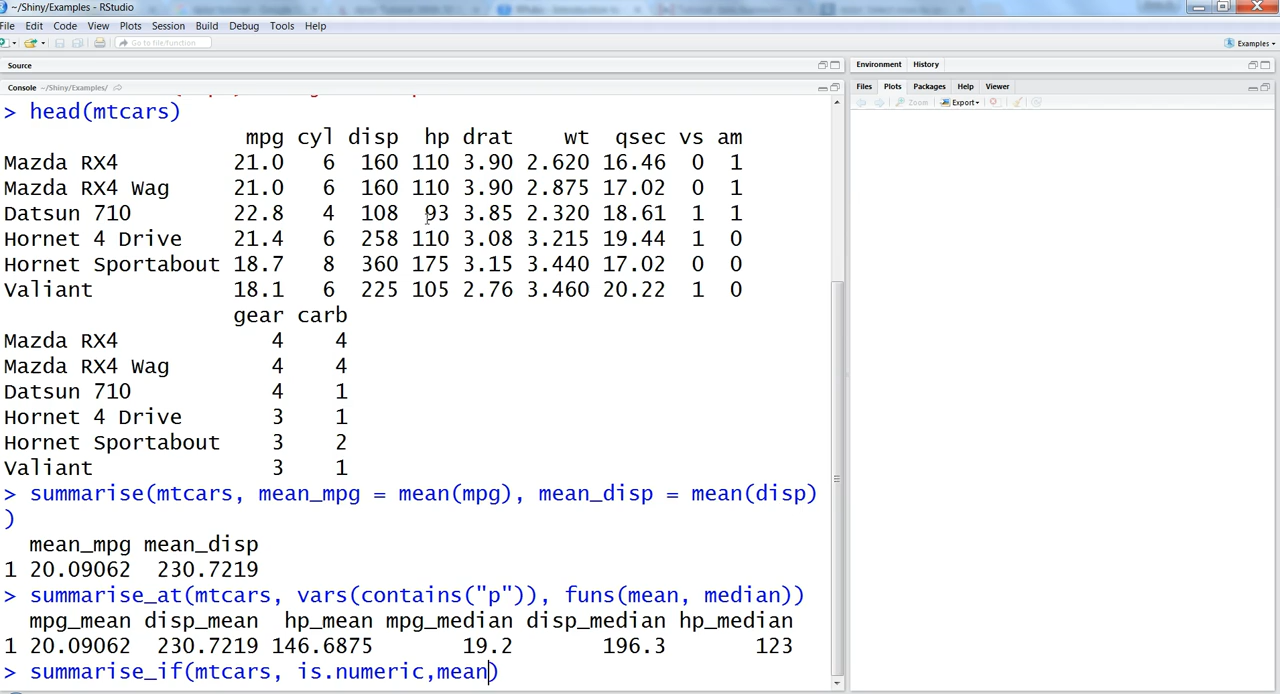 ~/Shiny/Examples - RStudio
File Edit Code View Plots Session Build Debug Tools Help
Go to file/function Examples
Source
Environment History
Console ~/Shiny/Examples/
Files Plots Packages Help Viewer
Zoom Export
> head(mtcars)
mpg cyl disp hp drat wt qsec vs am
Mazda RX4 21.0 6 160 110 3.90 2.620 16.46 0 1
Mazda RX4 Wag 21.0 6 160 110 3.90 2.875 17.02 0 1
Datsun 710 22.8 4 108 93 3.85 2.320 18.61 1 1
Hornet 4 Drive 21.4 6 258 110 3.08 3.215 19.44 1 0
Hornet Sportabout 18.7 8 360 175 3.15 3.440 17.02 0 0
Valiant 18.1 6 225 105 2.76 3.460 20.22 1 0
gear carb
Mazda RX4 4 4
Mazda RX4 Wag 4 4
Datsun 710 4 1
Hornet 4 Drive 3 1
Hornet Sportabout 3 2
Valiant 3 1
> summarise(mtcars, mean_mpg = mean(mpg), mean_disp = mean(disp)
)
mean_mpg mean_disp
1 20.09062 230.7219
> summarise_at(mtcars, vars(contains("p")), funs(mean, median))
mpg_mean disp_mean hp_mean mpg_median disp_median hp_median
1 20.09062 230.7219 146.6875 19.2 196.3 123
> summarise_if(mtcars, is.numeric,mean)